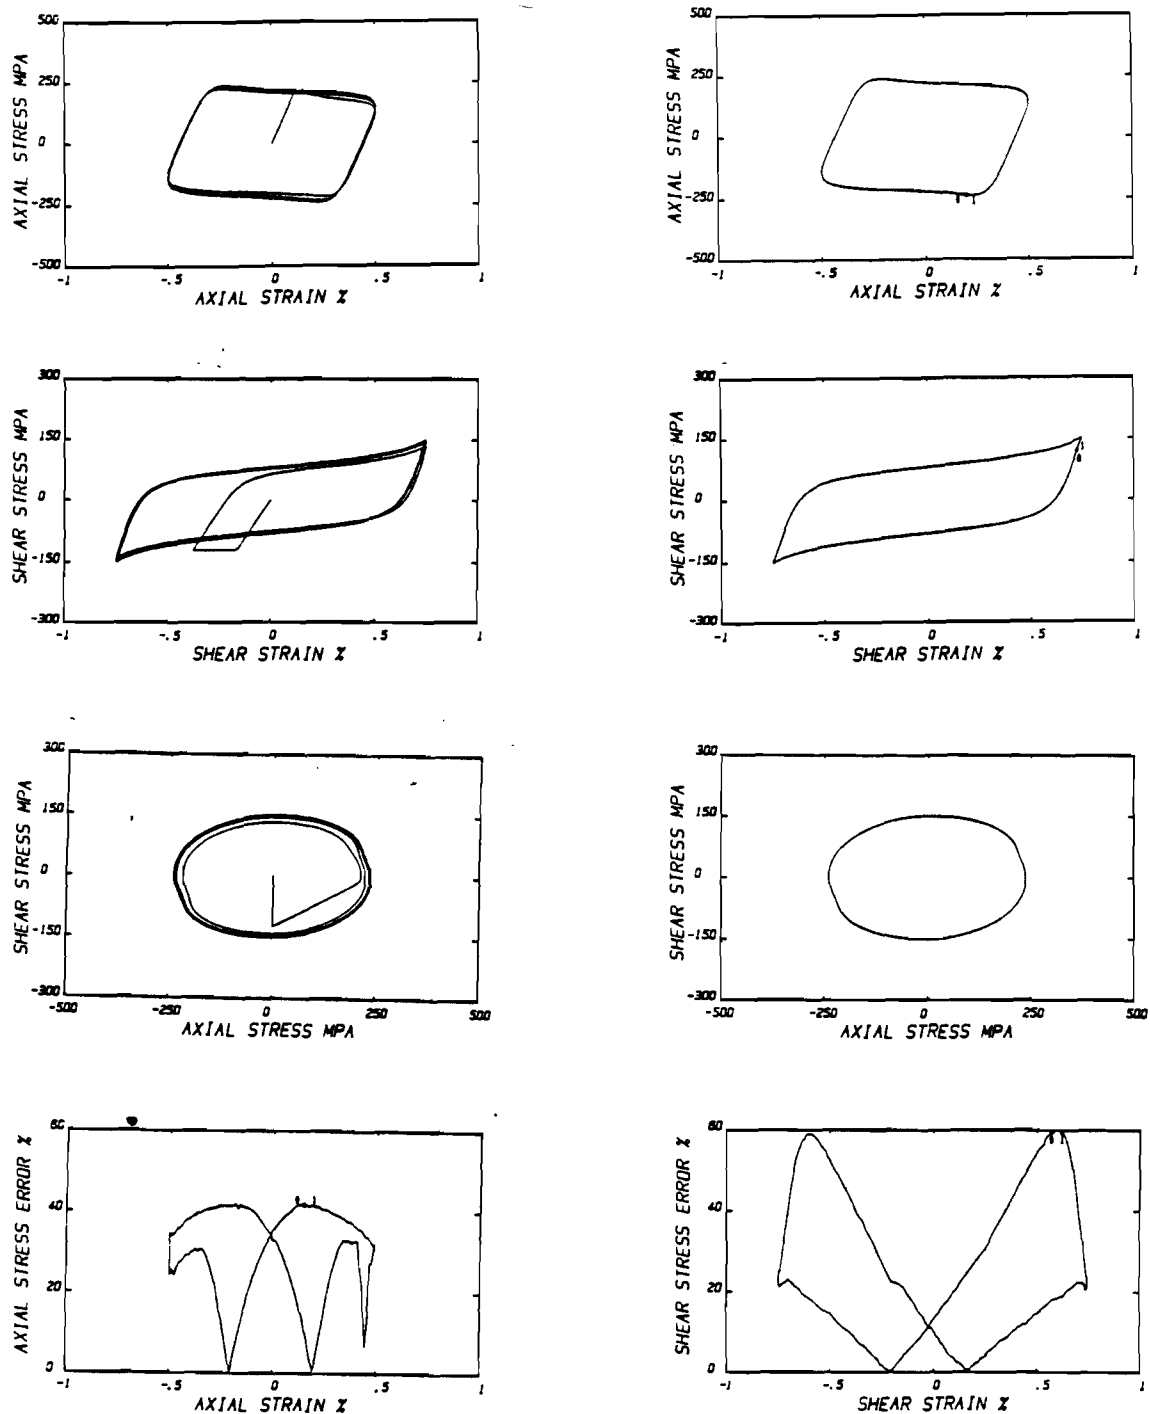 AXIAL STRESS MPA
500
250
0
-250
-500
-1 -.5 0 .5 1
AXIAL STRAIN %
AXIAL STRESS MPA
500
250
0
-250
-500
-1 -.5 0 .5 1
AXIAL STRAIN %
SHEAR STRESS MPA
300
150
0
-150
-300
-1 -.5 0 .5 1
SHEAR STRAIN %
SHEAR STRESS MPA
300
150
0
-150
-300
-1 -.5 0 .5 1
SHEAR STRAIN %
SHEAR STRESS MPA
300
150
0
-150
-300
-500 -250 0 250 500
AXIAL STRESS MPA
SHEAR STRESS MPA
300
150
0
-150
-300
-500 -250 0 250 500
AXIAL STRESS MPA
AXIAL STRESS ERROR %
60
40
20
0
-1 -.5 0 .5 1
AXIAL STRAIN %
SHEAR STRESS ERROR %
60
40
20
0
-1 -.5 0 .5 1
SHEAR STRAIN %